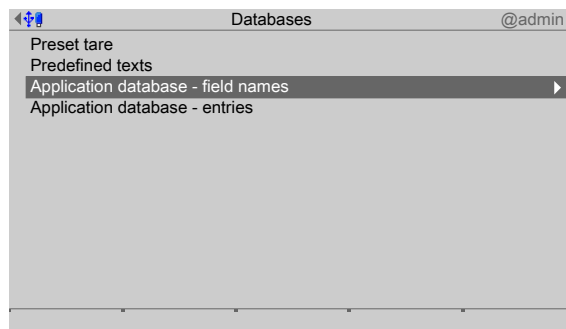 Databases @admin
Preset tare
Predefined texts
Application database - field names
Application database - entries